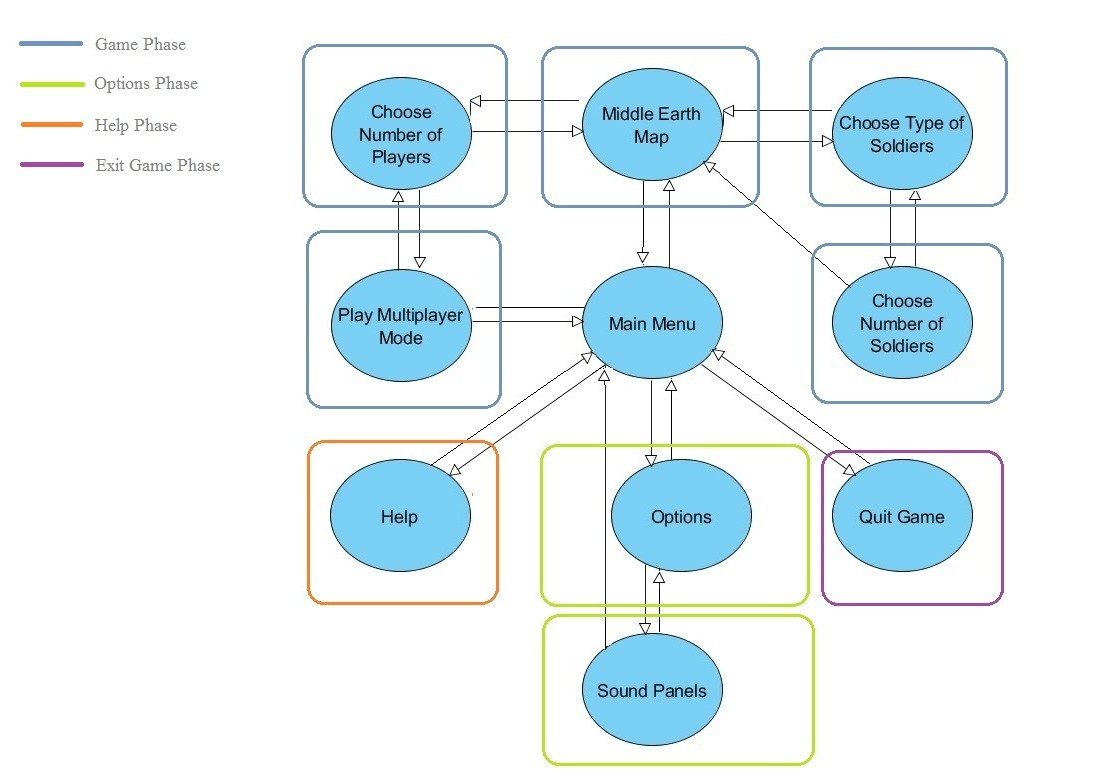 Game Phase
Options Phase
Help Phase
Exit Game Phase
Choose
Number of
Players
Middle Earth
Map
Choose Type of
Soldiers
Play Multiplayer
Mode
Main Menu
Choose
Number of
Soldiers
Help
Options
Quit Game
Sound Panels